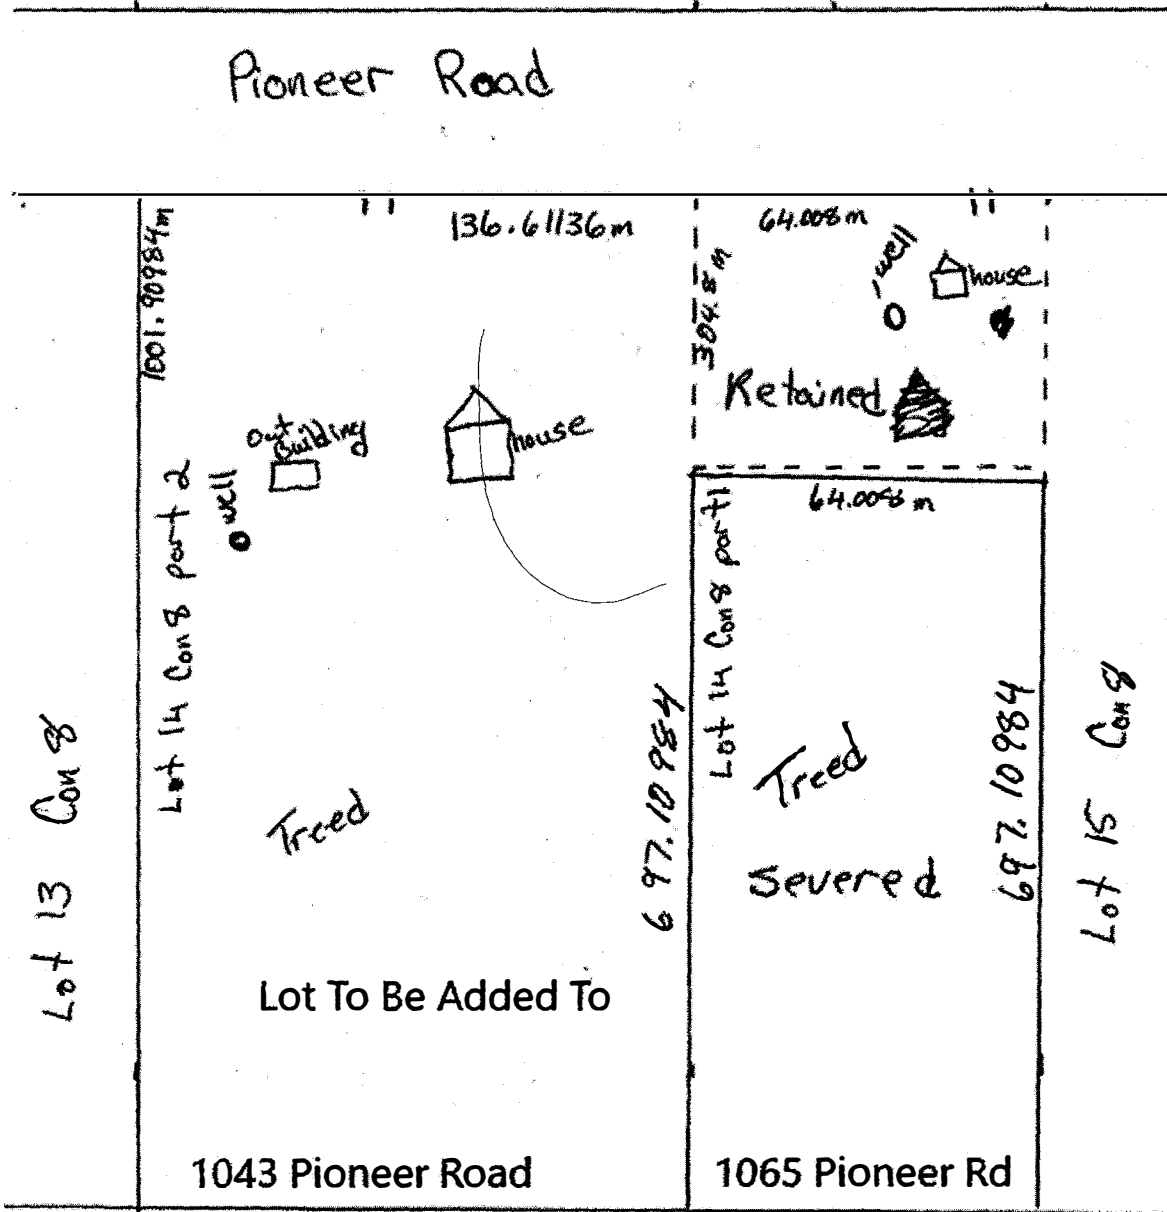 Pioneer Road
1001.90984m
136.61136m
64.008m
304.8m
well
house
Retained
Out
Building
house
well
64.008 m
Lot 14 Con 8 part 2
Lot 14 Con 8 part 1
697.10984
697.10984
Treed
Treed
Severed
Lot 13 Con 8
Lot 15 Con 8
Lot To Be Added To
1043 Pioneer Road
1065 Pioneer Rd